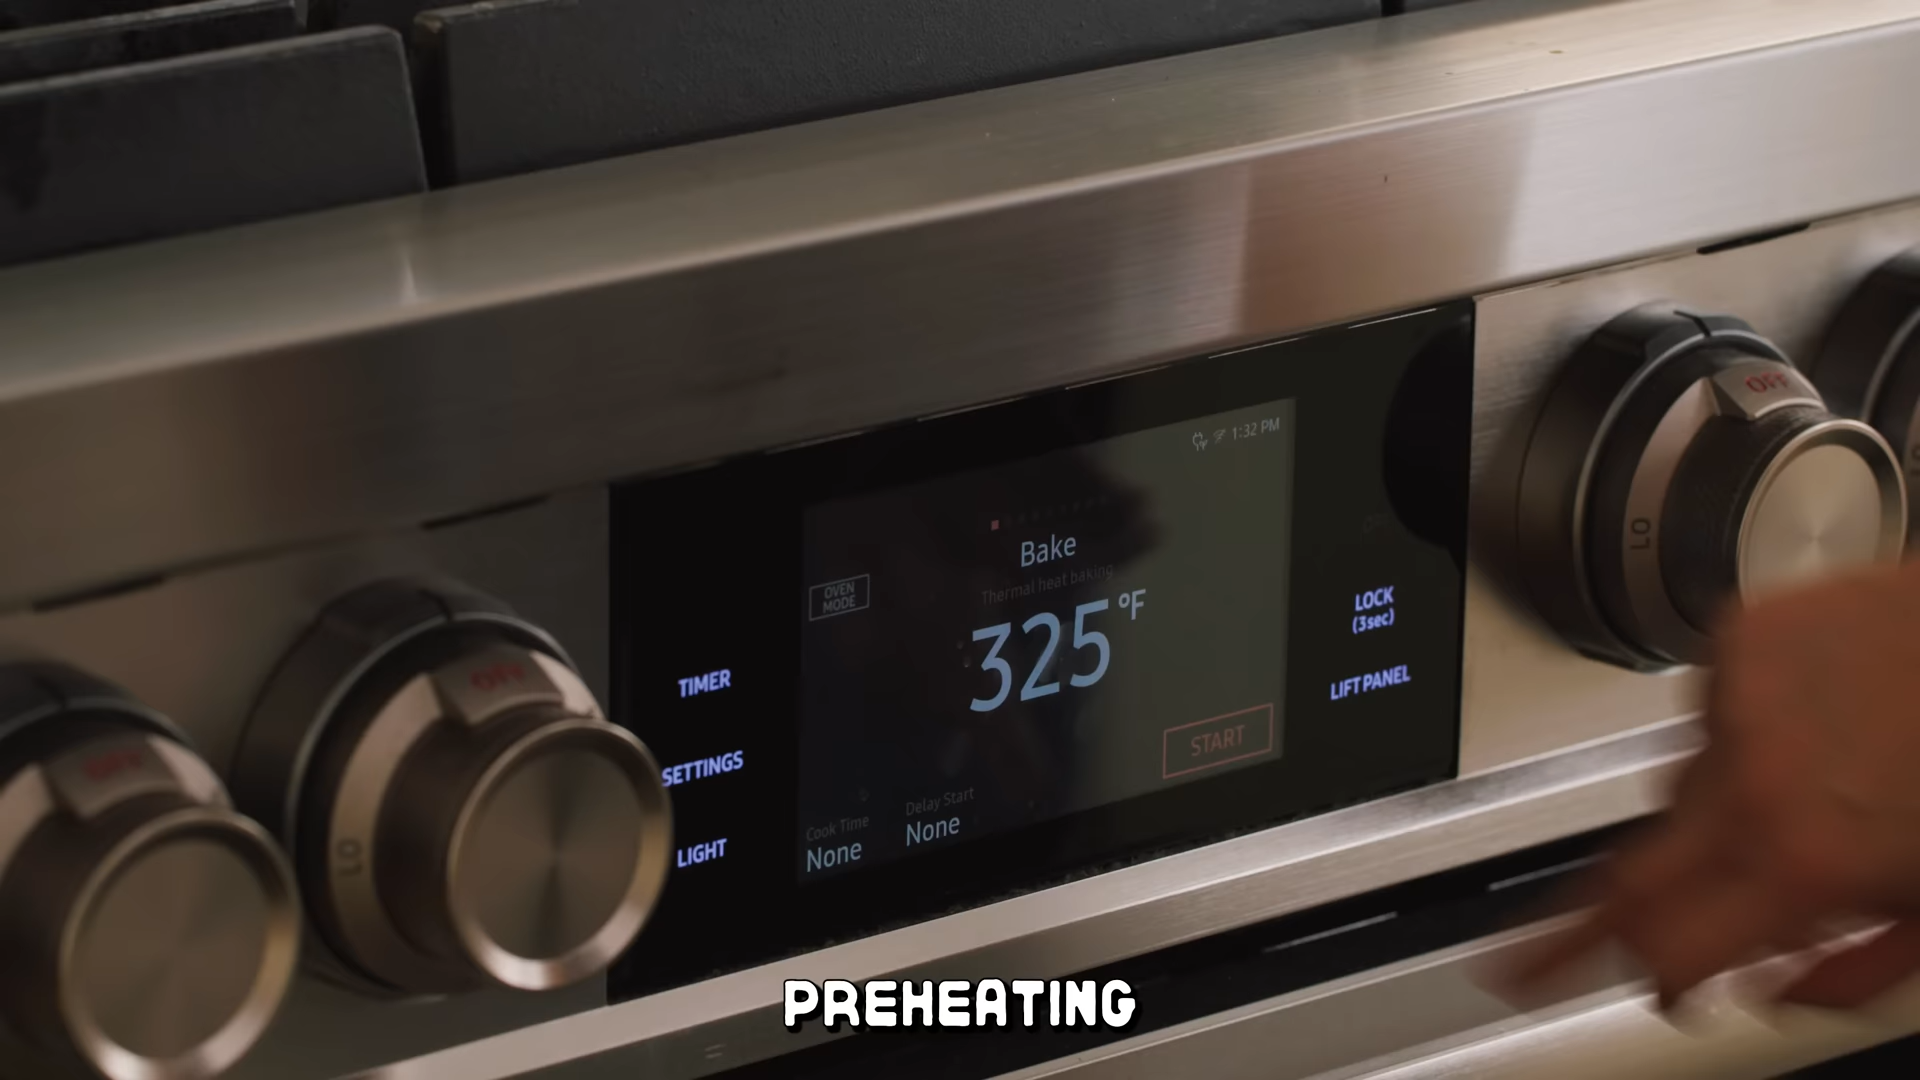 1:32 PM
Bake
Thermal heat baking
325°F
OVEN
MODE
START
Cook Time
None
Delay Start
None
TIMER
SETTINGS
LIGHT
LOCK
(3sec)
LIFT PANEL
OFF
LO
OFF
LO
OFF
PREHEATING